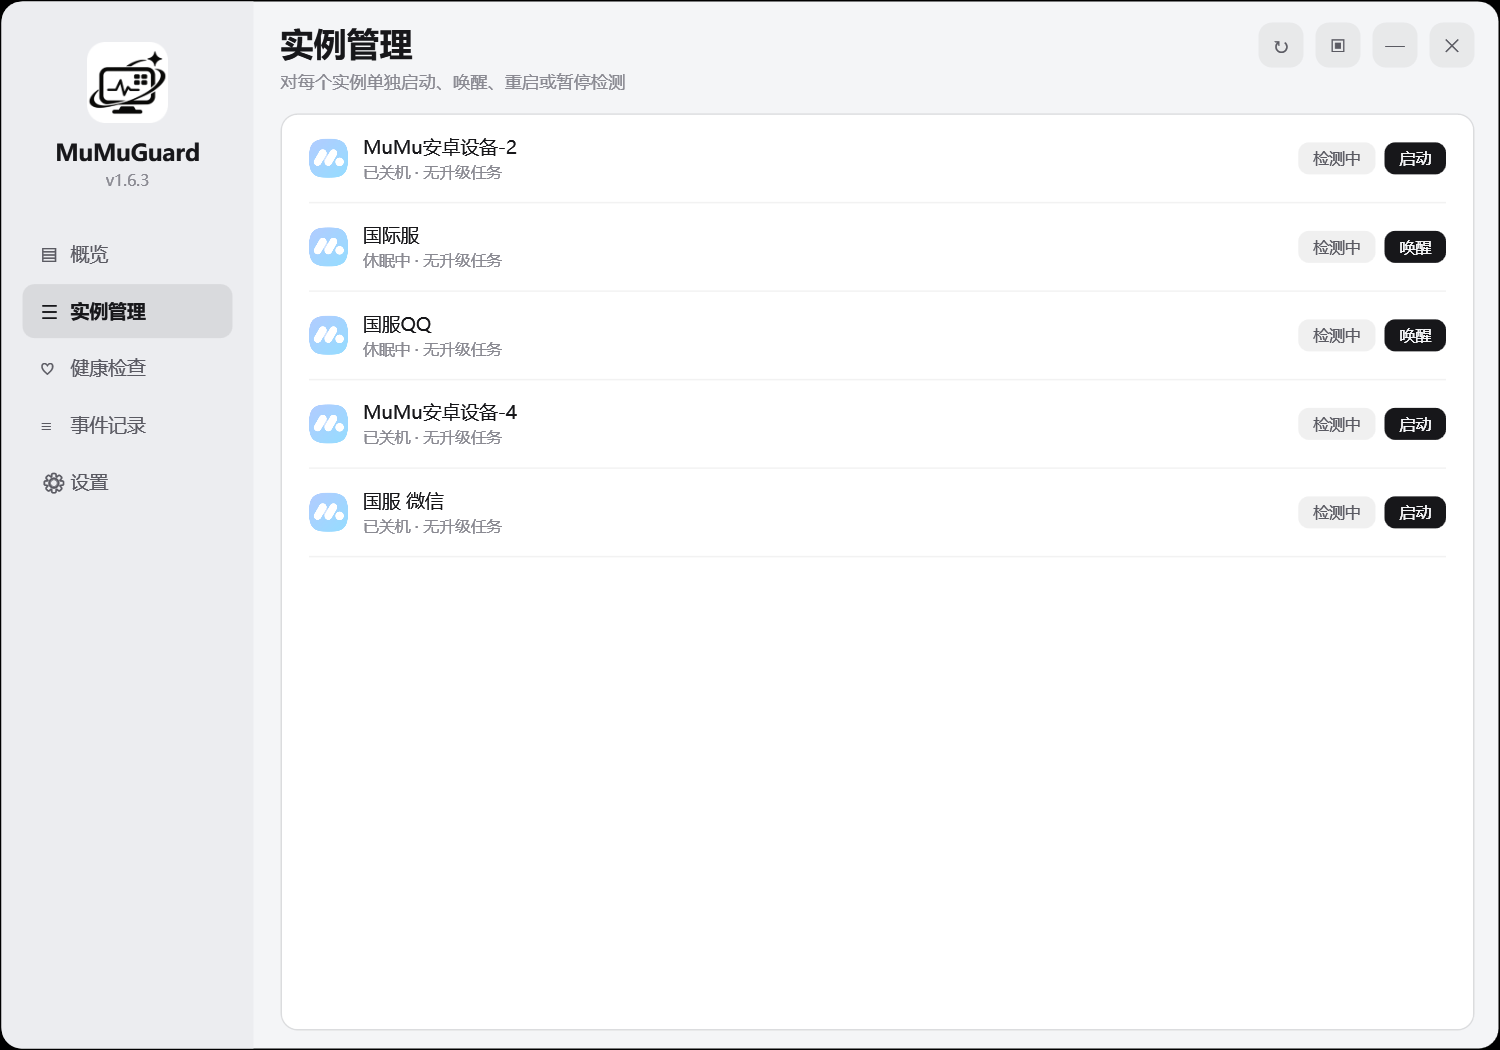 MuMuGuard
v1.6.3
概览
实例管理
健康检查
事件记录
设置
实例管理
对每个实例单独启动、唤醒、重启或暂停检测
MuMu安卓设备-2
已关机 · 无升级任务
检测中 启动
国际服
休眠中 · 无升级任务
检测中 唤醒
国服QQ
休眠中 · 无升级任务
检测中 唤醒
MuMu安卓设备-4
已关机 · 无升级任务
检测中 启动
国服 微信
已关机 · 无升级任务
检测中 启动